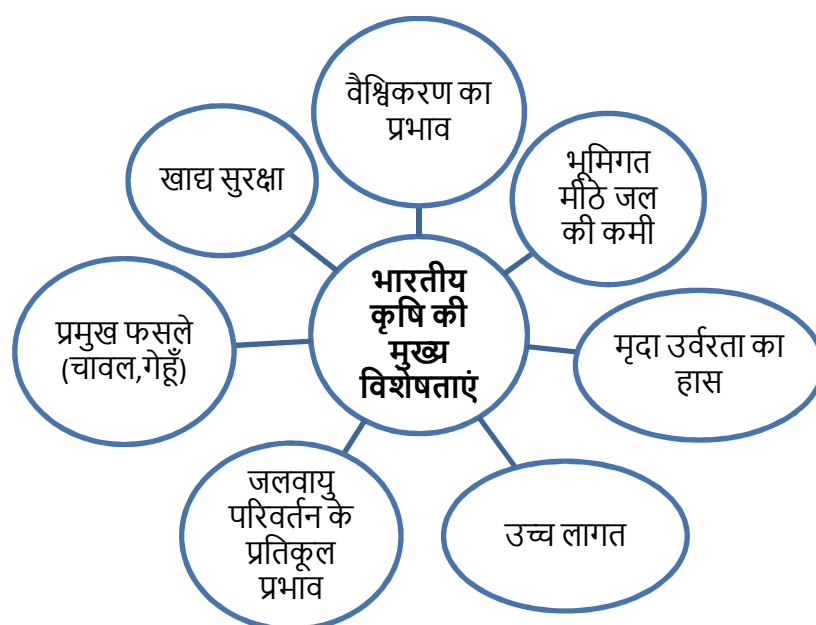 वैश्विकरण का
प्रभाव
भूमिगत
मीठे जल
की कमी
मृदा उर्वरता का
हास
उच्च लागत
जलवायु
परिवर्तन के
प्रतिकूल
प्रभाव
प्रमुख फसले
(चावल,गेहूँ)
खाद्य सुरक्षा
भारतीय
कृषि की
मुख्य
विशेषताएं